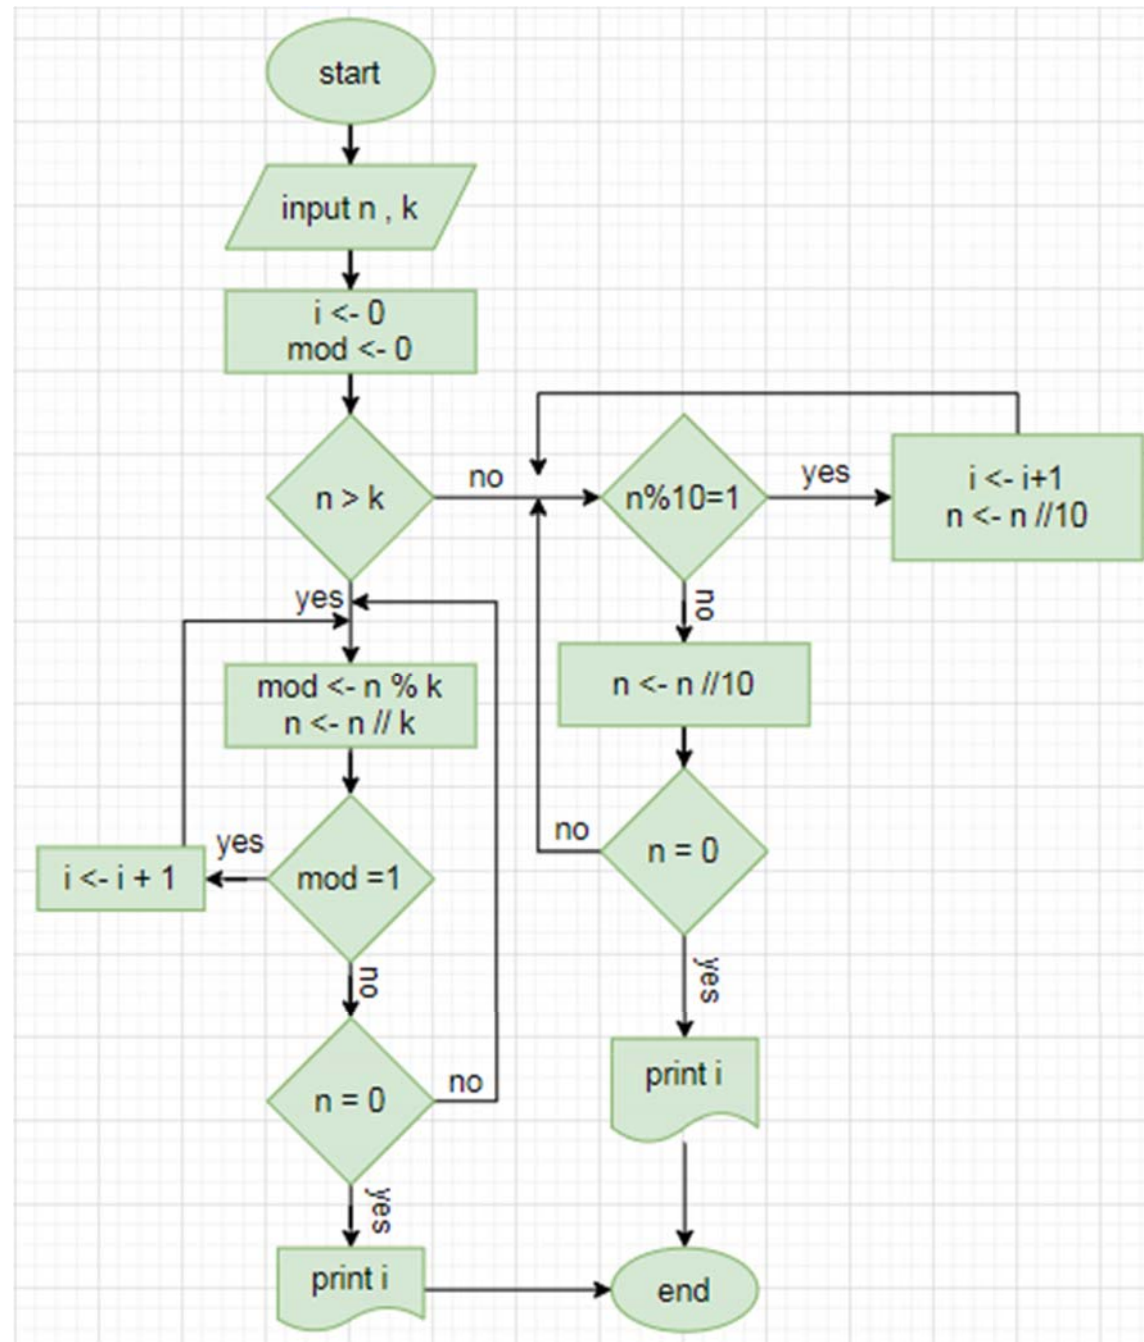 start
input n , k
i <- 0
mod <- 0
n > k
no
n%10=1
yes
i <- i+1
n <- n //10
yes
no
mod <- n % k
n <- n // k
n <- n //10
yes
i <- i + 1
mod =1
no
n = 0
no
yes
n = 0
no
print i
yes
print i
end